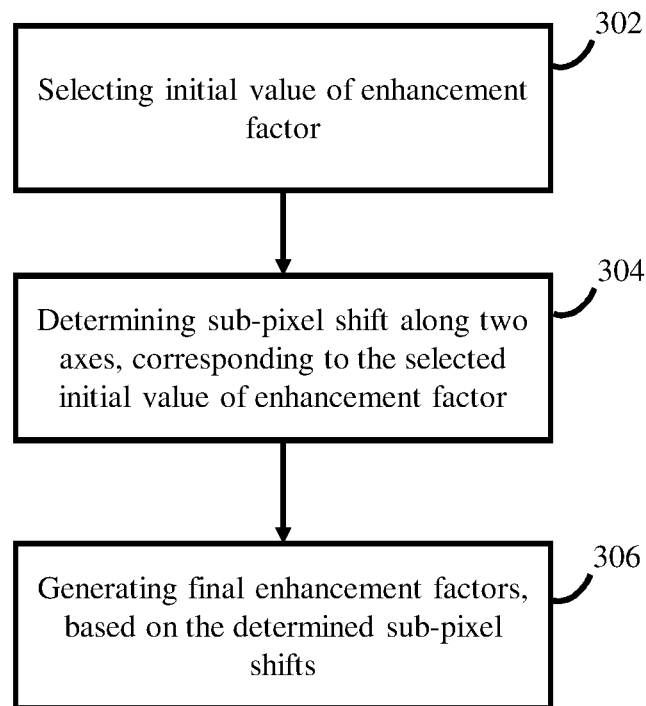 302
Selecting initial value of enhancement
factor
304
Determining sub-pixel shift along two
axes, corresponding to the selected
initial value of enhancement factor
306
Generating final enhancement factors,
based on the determined sub-pixel
shifts